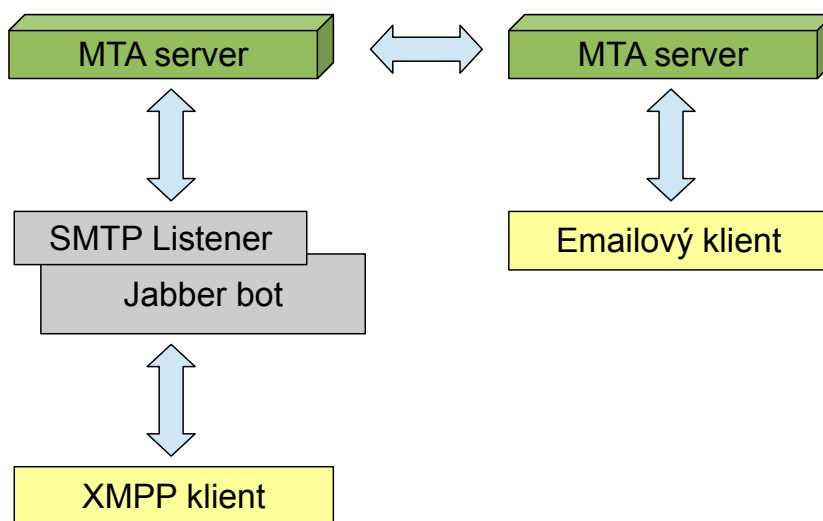 MTA server
MTA server
SMTP Listener
Emailový klient
Jabber bot
XMPP klient